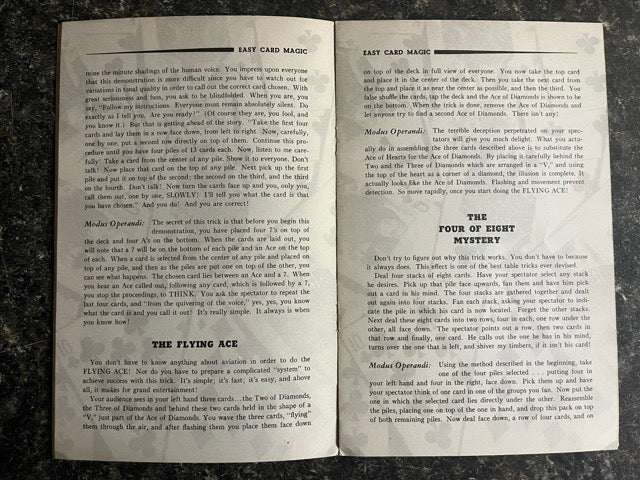 EASY CARD MAGIC
mine the minute shadings of the human voice. You impress upon everyone
that this demonstration is more difficult since you have to watch out for
variations in tonal quality in order to call out the correct card chosen. With
great seriousness and fuss, you ask to be blindfolded. When you are, you
say, "Follow my instructions. Everyone must remain absolutely silent. Do
exactly as I tell you. Are you ready?" (Of course they are, you fool, and
you know it.) But that is getting ahead of the story. "Take the first four
cards and lay them in a row face down, from left to right. Now, carefully,
one by one, put a second row directly on top of them. Continue this pro-
cedure until you have four piles of 13 cards each. Now, listen to me care-
fully! Take a card from the center of any pile. Show it to everyone. Don't
talk! Now place that card on the top of any pile. Next pick up the first
pile and put it on top of the second; the second on the third, and the third
on the fourth. Don't talk! Now turn the cards face up and you, only you,
call them out, one by one, SLOWLY! I'll tell you what the card is that
you have chosen." And you do! And you are correct!
Modus Operandi: The secret of this trick is that before you begin this
demonstration, you have placed four 7's on top of
the deck and four A's on the bottom. When the cards are laid out, you
will note that a 7 will be on the bottom of each pile and an Ace on the top
of each. When a card is selected from the center of any pile and placed on
top of any pile, and then as the piles are put one on top of the other, you
can see what happens. The chosen card lies between an Ace and a 7. When
you hear an Ace called out, following any card, which is followed by a 7,
you stop the proceedings, to THINK. You ask the spectator to repeat the
last four cards, and "from the quivering of the voice," yes, yes, you know
what the card is and you call it out! It's really simple. It always is when
you know how!
THE FLYING ACE
You don't have to know anything about aviation in order to do the
FLYING ACE! Nor do you have to prepare a complicated "system" to
achieve success with this trick. It's simple; it's fast; it's easy, and above
all, it makes for grand entertainment!
Your audience sees in your left hand three cards...the Two of Diamonds,
the Three of Diamonds and behind these two cards held in the shape of a
"V," just part of the Ace of Diamonds. You wave the three cards, "flying"
them through the air, and after flashing them you place them face down
EASY CARD MAGIC
on top of the deck in full view of everyone. You now take the top card
and place it in the center of the deck. Then you take the next card from
the top and place it as near the center as possible, and then the third. You
false shuffle the cards, tap the deck and the Ace of Diamonds is shown to be
on the bottom. When the trick is done, remove the Ace of Diamonds and
let anyone try to find a second Ace of Diamonds. There isn't any!
Modus Operandi: The terrible deception perpetrated on your spec-
tators will give you much delight. What you actu-
ally do in assembling the three cards described above is to substitute the
Ace of Hearts for the Ace of Diamonds. By placing it carefully behind the
Two and the Three of Diamonds which are arranged in a "V," and using
the top of the heart as a corner of a diamond, the illusion is complete. It
actually looks like the Ace of Diamonds. Flashing and movement prevent
detection. So move rapidly, once you start doing the FLYING ACE!
THE
FOUR OF EIGHT
MYSTERY
Don't try to figure out why this trick works. You don't have to because
it always does. This effect is one of the best table tricks ever devised.
Deal four stacks of eight cards. Have your spectator select any stack
he desires. Pick up that pile face upwards, fan them and have him pick
out a card in his mind. The four stacks are gathered together and dealt
out again into four stacks. Fan each stack, asking your spectator to indi-
cate the pile in which his card is now located. Forget the other stacks.
Next deal these eight cards into two rows, four in each, one row under the
other, all face down. The spectator points out a row, then two cards in
that row and finally, one card. He calls out the one he has in his mind,
turns over the one that is left, and shiver my timbers, if it isn't his card!
Modus Operandi: Using the method described in the beginning, take
one of the four piles selected . . . putting four in
your left hand and four in the right, face down. Pick them up and have
your spectator think of one card in one of the groups you fan. Now put the
one in which the selected card lies directly under the other. Reassemble
the piles, placing one on top of the one in hand, and drop this pack on top
of both remaining piles. Now deal face down, a row of four cards, and on